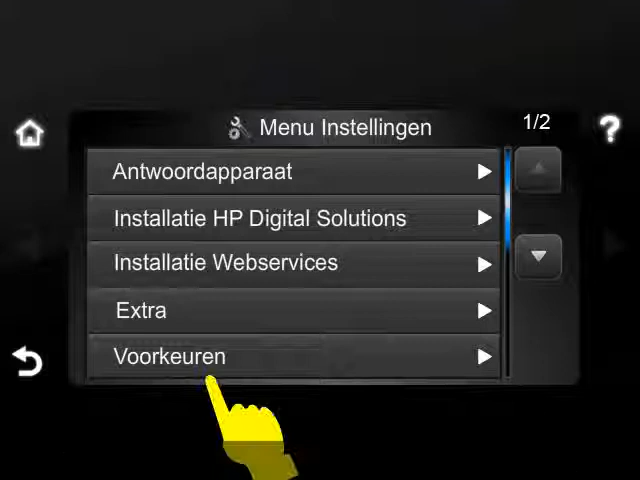 Menu Instellingen
1/2
?
Antwoordapparaat
Installatie HP Digital Solutions
Installatie Webservices
Extra
Voorkeuren